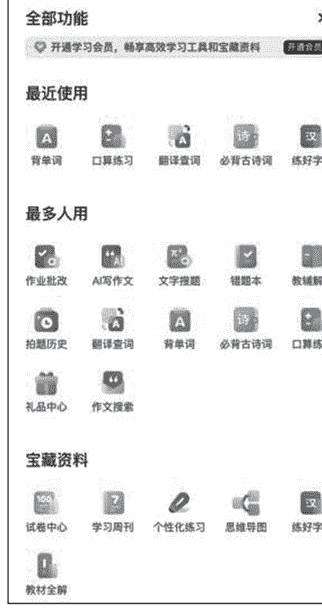 全部功能
开通学习会员，畅享高效学习工具和宝藏资料 开通会员
最近使用
背单词 口算练习 翻译查词 必背古诗词 练好字
最多人用
作业批改 AI写作文 文字搜题 错题本 教辅解
拍题历史 翻译查词 背单词 必背古诗词 口算练
礼品中心 作文搜索
宝藏资料
试卷中心 学习周刊 个性化练习 思维导图 练好字
教材全解